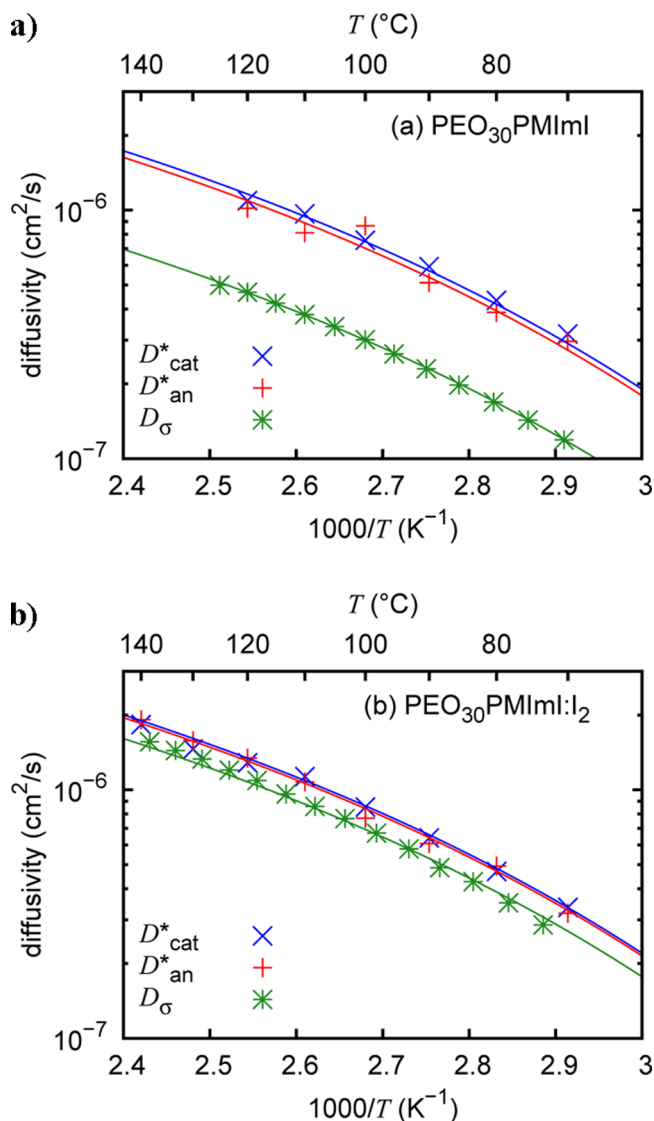 a)
T (°C)
140 120 100 80
(a) PEO₃₀PMImI
diffusivity (cm²/s)
10⁻⁶
10⁻⁷
D*cat
D*an
Dσ
2.4 2.5 2.6 2.7 2.8 2.9 3
1000/T (K⁻¹)
b)
T (°C)
140 120 100 80
(b) PEO₃₀PMImI:I₂
diffusivity (cm²/s)
10⁻⁶
10⁻⁷
D*cat
D*an
Dσ
2.4 2.5 2.6 2.7 2.8 2.9 3
1000/T (K⁻¹)